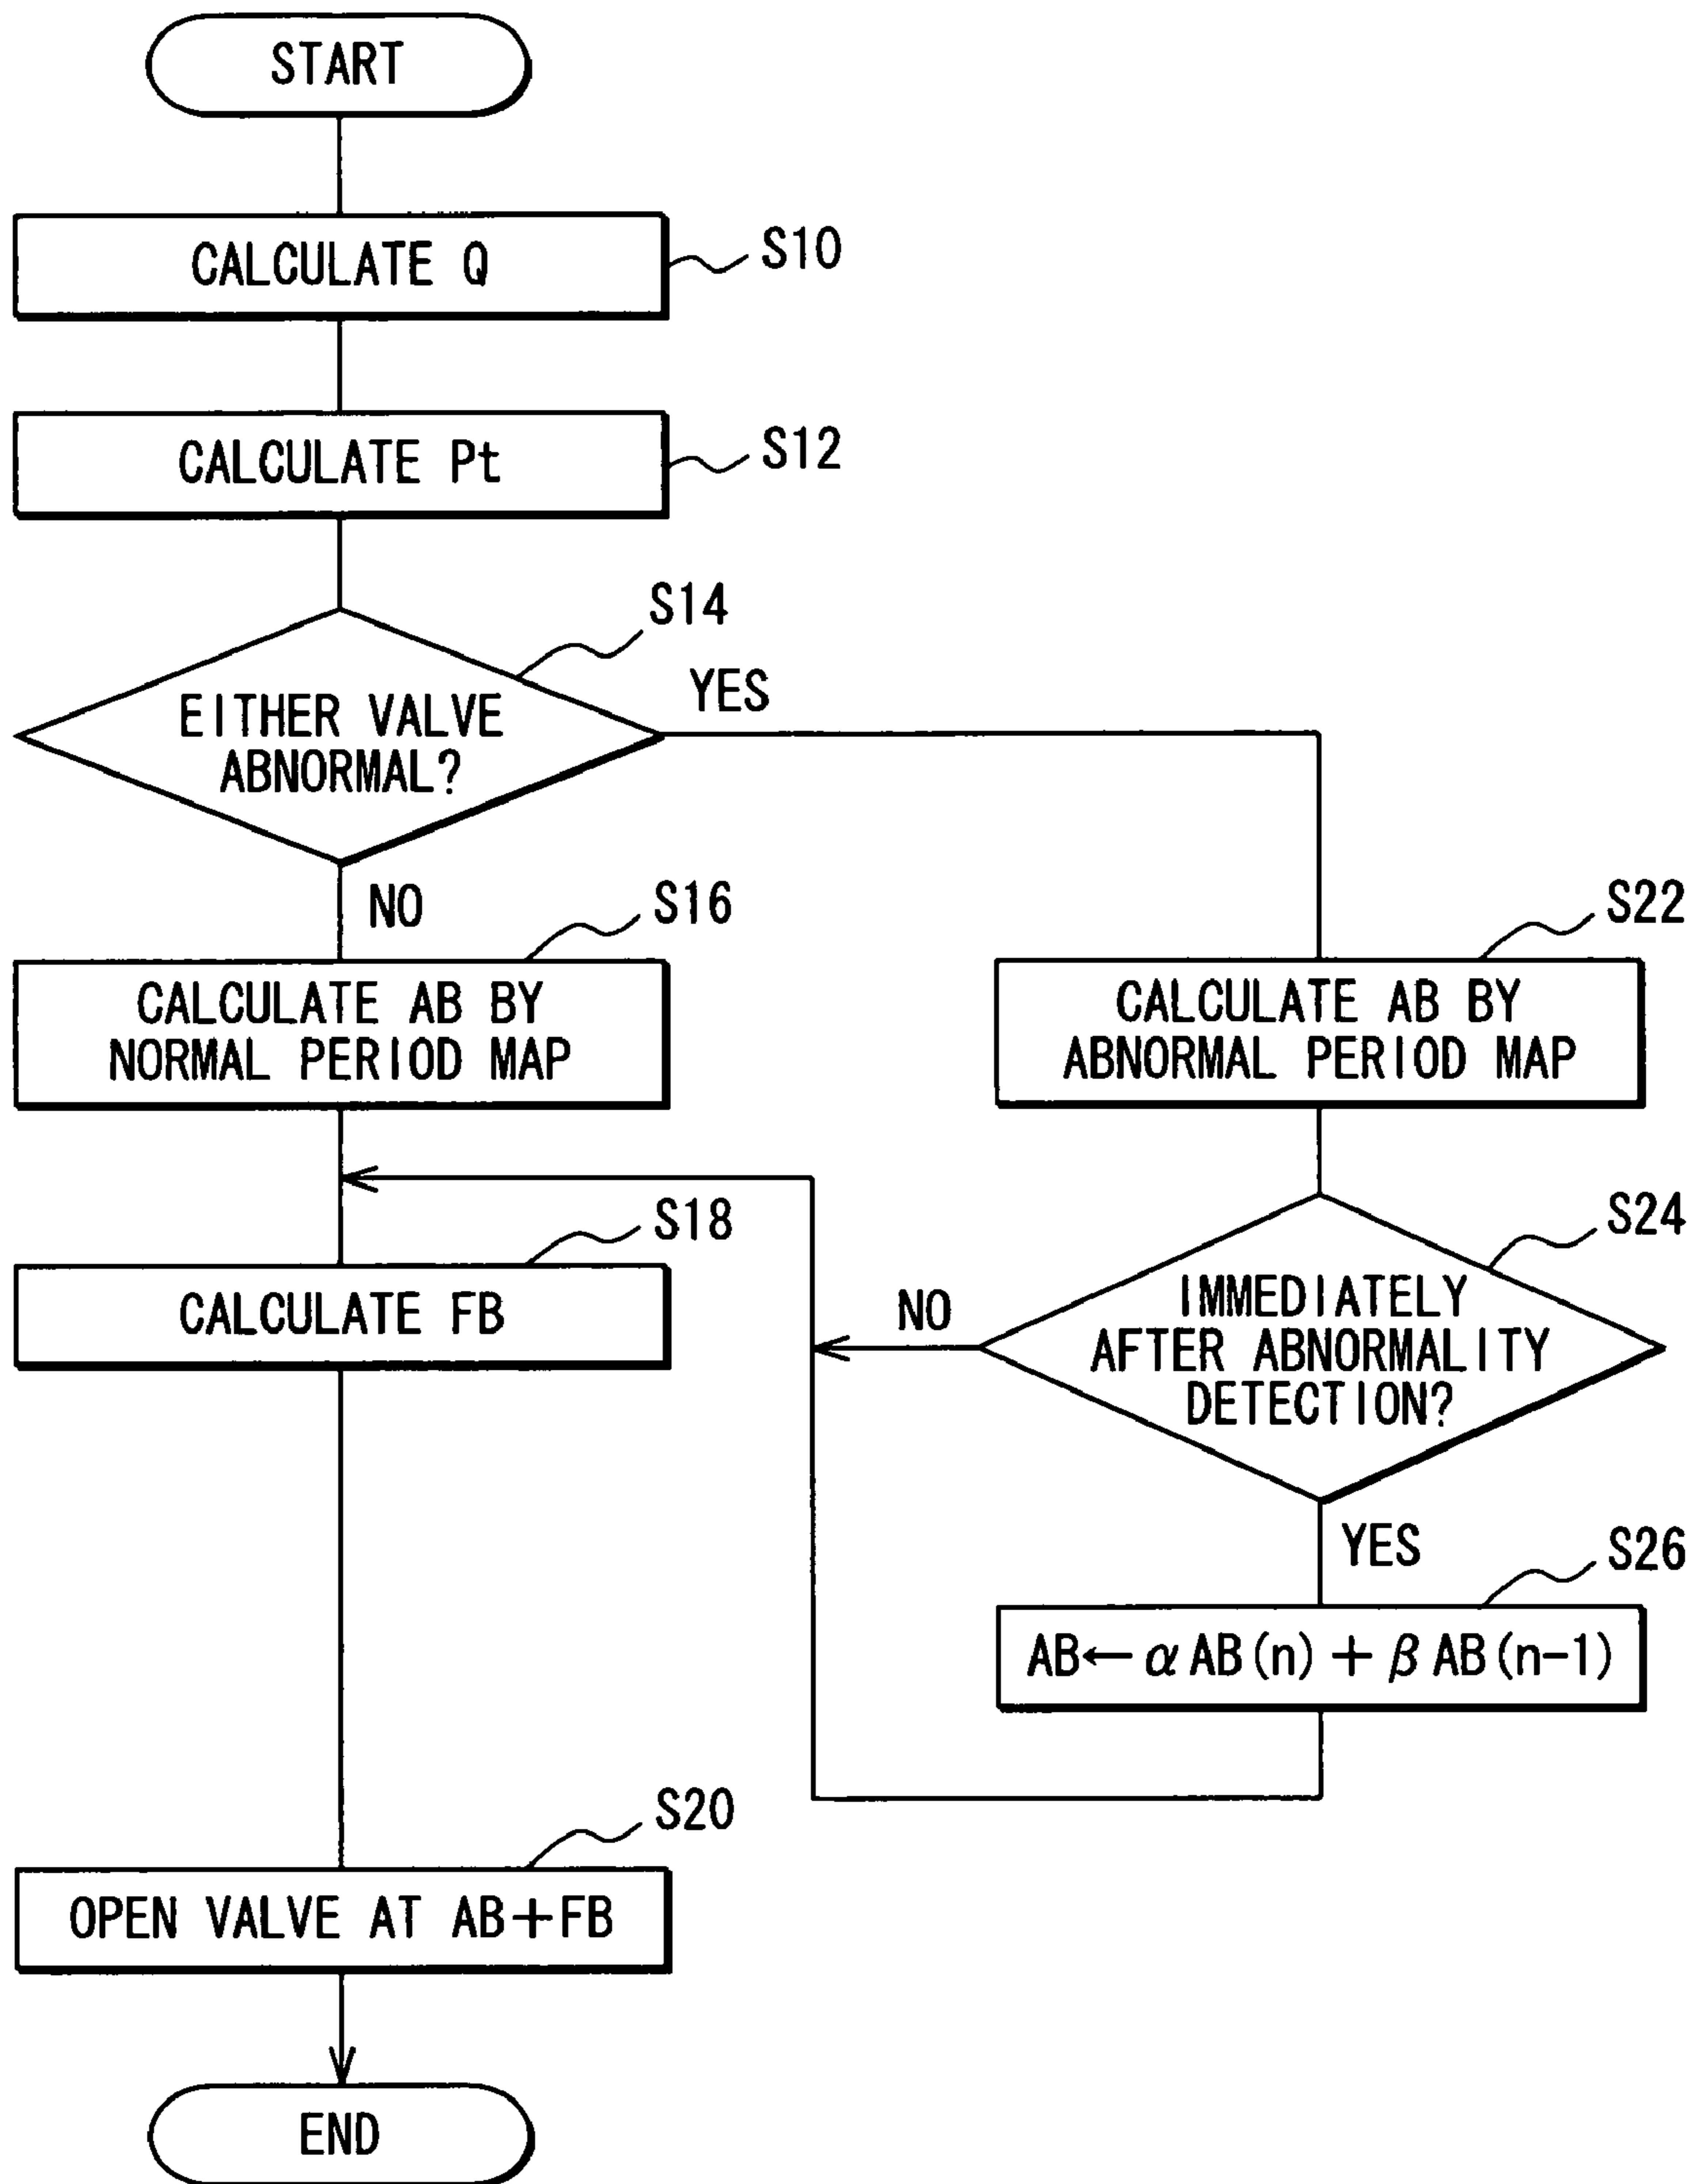 START
CALCULATE Q
S10
CALCULATE Pt
S12
S14
EITHER VALVE
ABNORMAL?
YES
NO
S16
CALCULATE AB BY
NORMAL PERIOD MAP
S22
CALCULATE AB BY
ABNORMAL PERIOD MAP
S18
CALCULATE FB
S24
IMMEDIATELY
AFTER ABNORMALITY
DETECTION?
NO
YES
S26
AB← α AB (n) + β AB (n-1)
S20
OPEN VALVE AT AB+FB
END